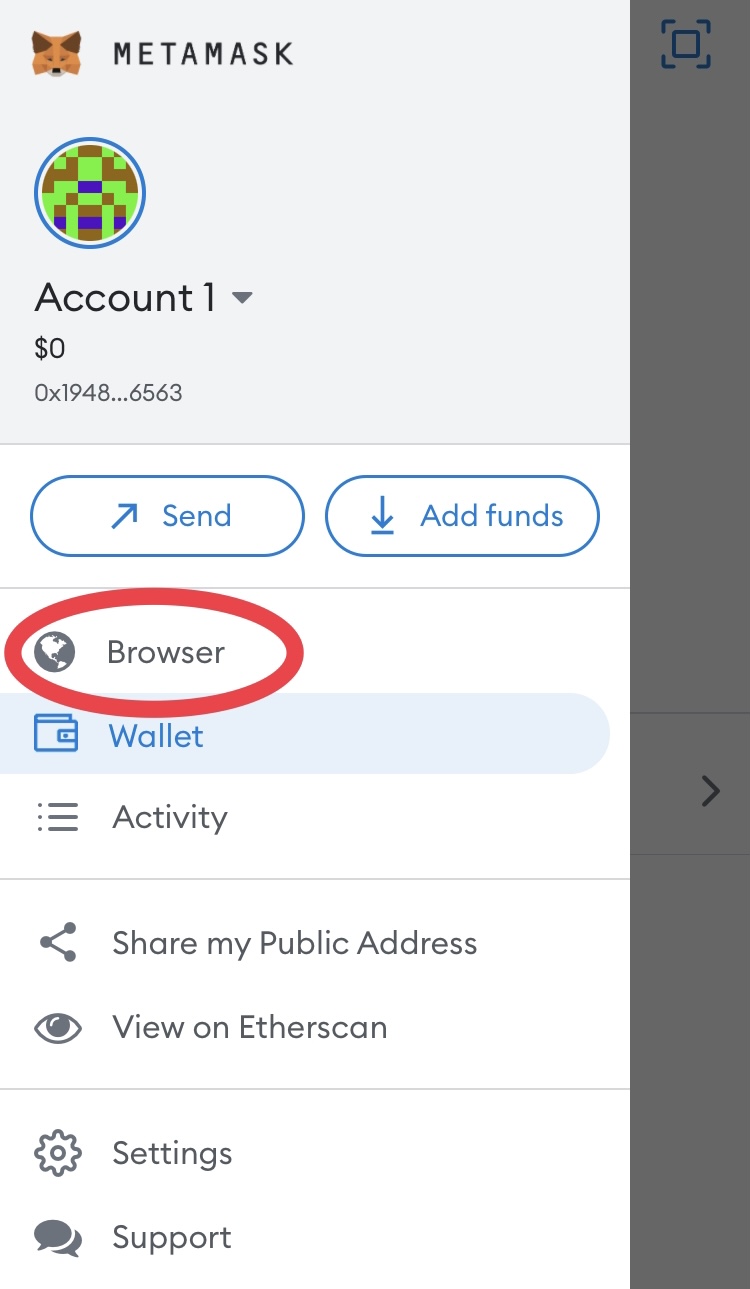 METAMASK
Account 1
$0
0x1948...6563
Send
Add funds
Browser
Wallet
Activity
Share my Public Address
View on Etherscan
Settings
Support